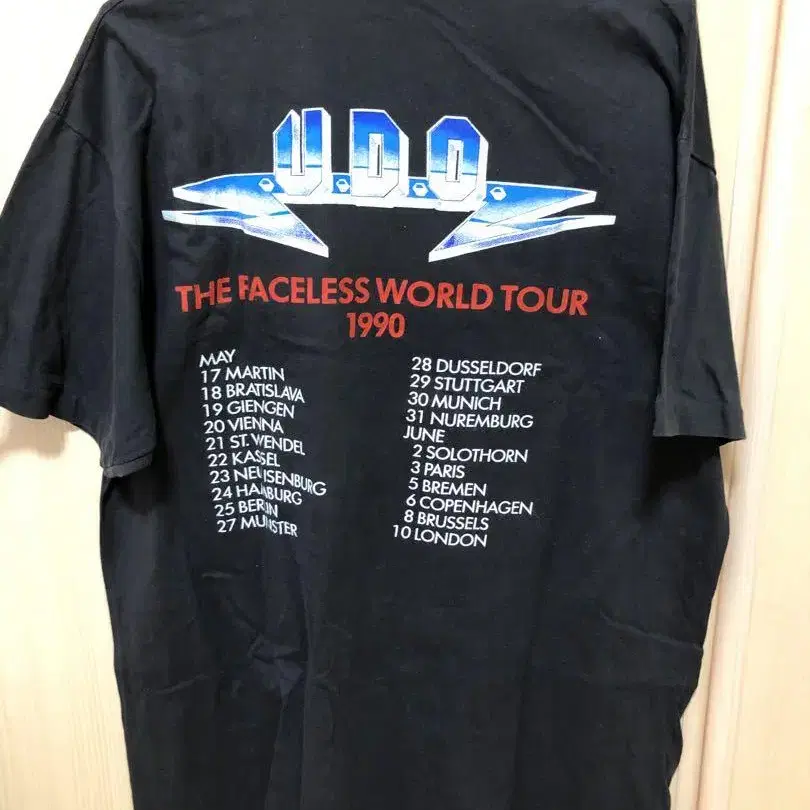 U.D.O.
THE FACELESS WORLD TOUR
1990
MAY
17 MARTIN
18 BRATISLAVA
19 GIENGEN
20 VIENNA
21 ST. WENDEL
22 KASSEL
23 NEU ISENBURG
24 HAMBURG
25 BERLIN
27 MUNSTER
28 DUSSELDORF
29 STUTTGART
30 MUNICH
31 NUREMBURG
JUNE
2 SOLOTHORN
3 PARIS
5 BREMEN
6 COPENHAGEN
8 BRUSSELS
10 LONDON